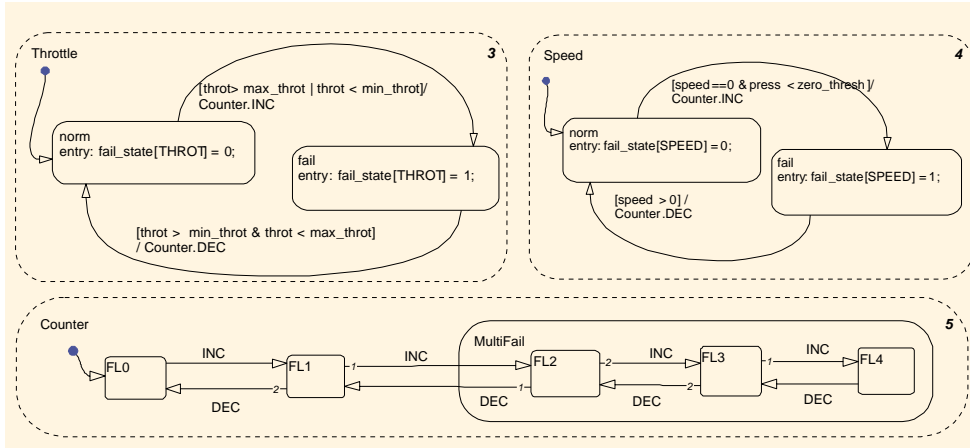 Throttle
3
[throt> max_throt | throt < min_throt]/
Counter.INC
norm
entry: fail_state[THROT] = 0;
fail
entry: fail_state[THROT] = 1;
[throt > min_throt & throt < max_throt]
/ Counter.DEC
Speed
4
[speed==0 & press < zero_thresh]/
Counter.INC
norm
entry: fail_state[SPEED] = 0;
fail
entry: fail_state[SPEED] = 1;
[speed > 0] /
Counter.DEC
Counter
5
MultiFail
FL0
INC
DEC
FL1
1
2
INC
DEC
FL2
2
1
INC
DEC
FL3
1
2
INC
DEC
FL4